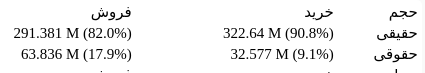 حجم خرید فروش
حقیقی 322.64 M (90.8%) 291.381 M (82.0%)
حقوقی 32.577 M (9.1%) 63.836 M (17.9%)